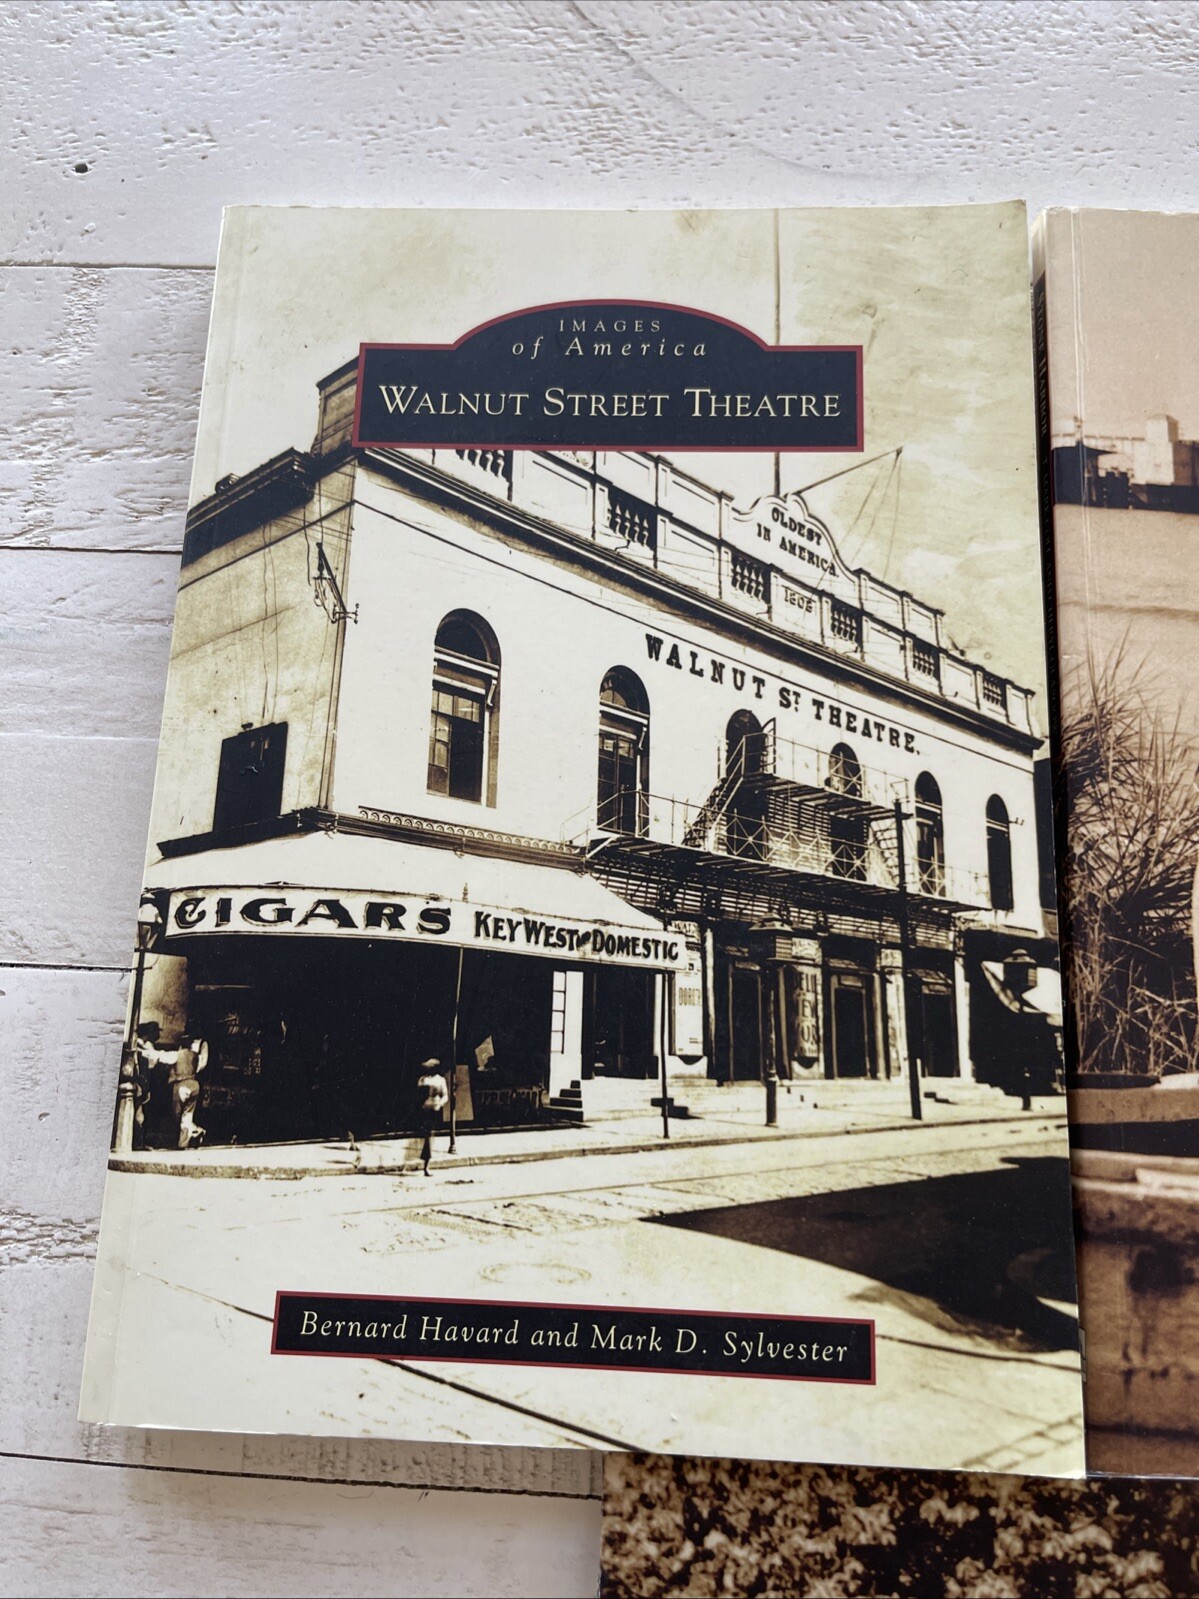 IMAGES
of America
WALNUT STREET THEATRE
OLDEST
IN AMERICA
WALNUT ST THEATRE.
CIGARS KEY WEST AND DOMESTIC
Bernard Havard and Mark D. Sylvester